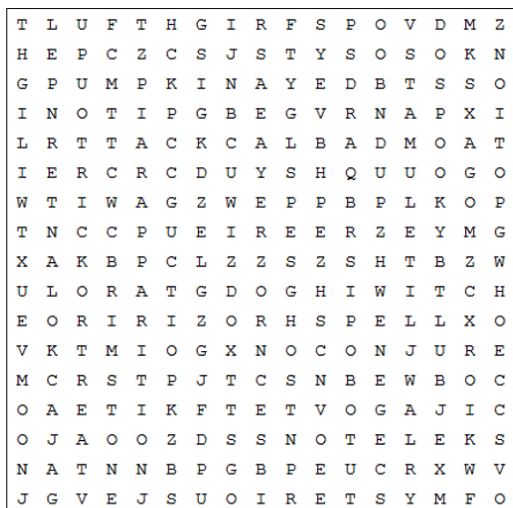 T L U F T H G I R F S P O V D M Z
H E P C Z C S J S T Y S O S O K N
G P U M P K I N A Y E D B T S S O
I N O T I P G B E G V R N A P X I
L R T T A C K C A L B A D M O A T
I E R C R C D U Y S H Q U U O G O
W T I W A G Z W E P P B P L K O P
T N C C P U E I R E E R Z E Y M G
X A K B P C L Z Z S Z S H T B Z W
U L O R A T G D O G H I W I T C H
E O R I R I Z O R H S P E L L X O
V K T M I O G X N O C O N J U R E
M C R S T P J T C S N B E W B O C
O A E T I K F T E T V O G A J I C
O J A O O Z D S S N O T E L E K S
N A T N N B P G B P E U C R X W V
J G V E J S U O I R E T S Y M F O